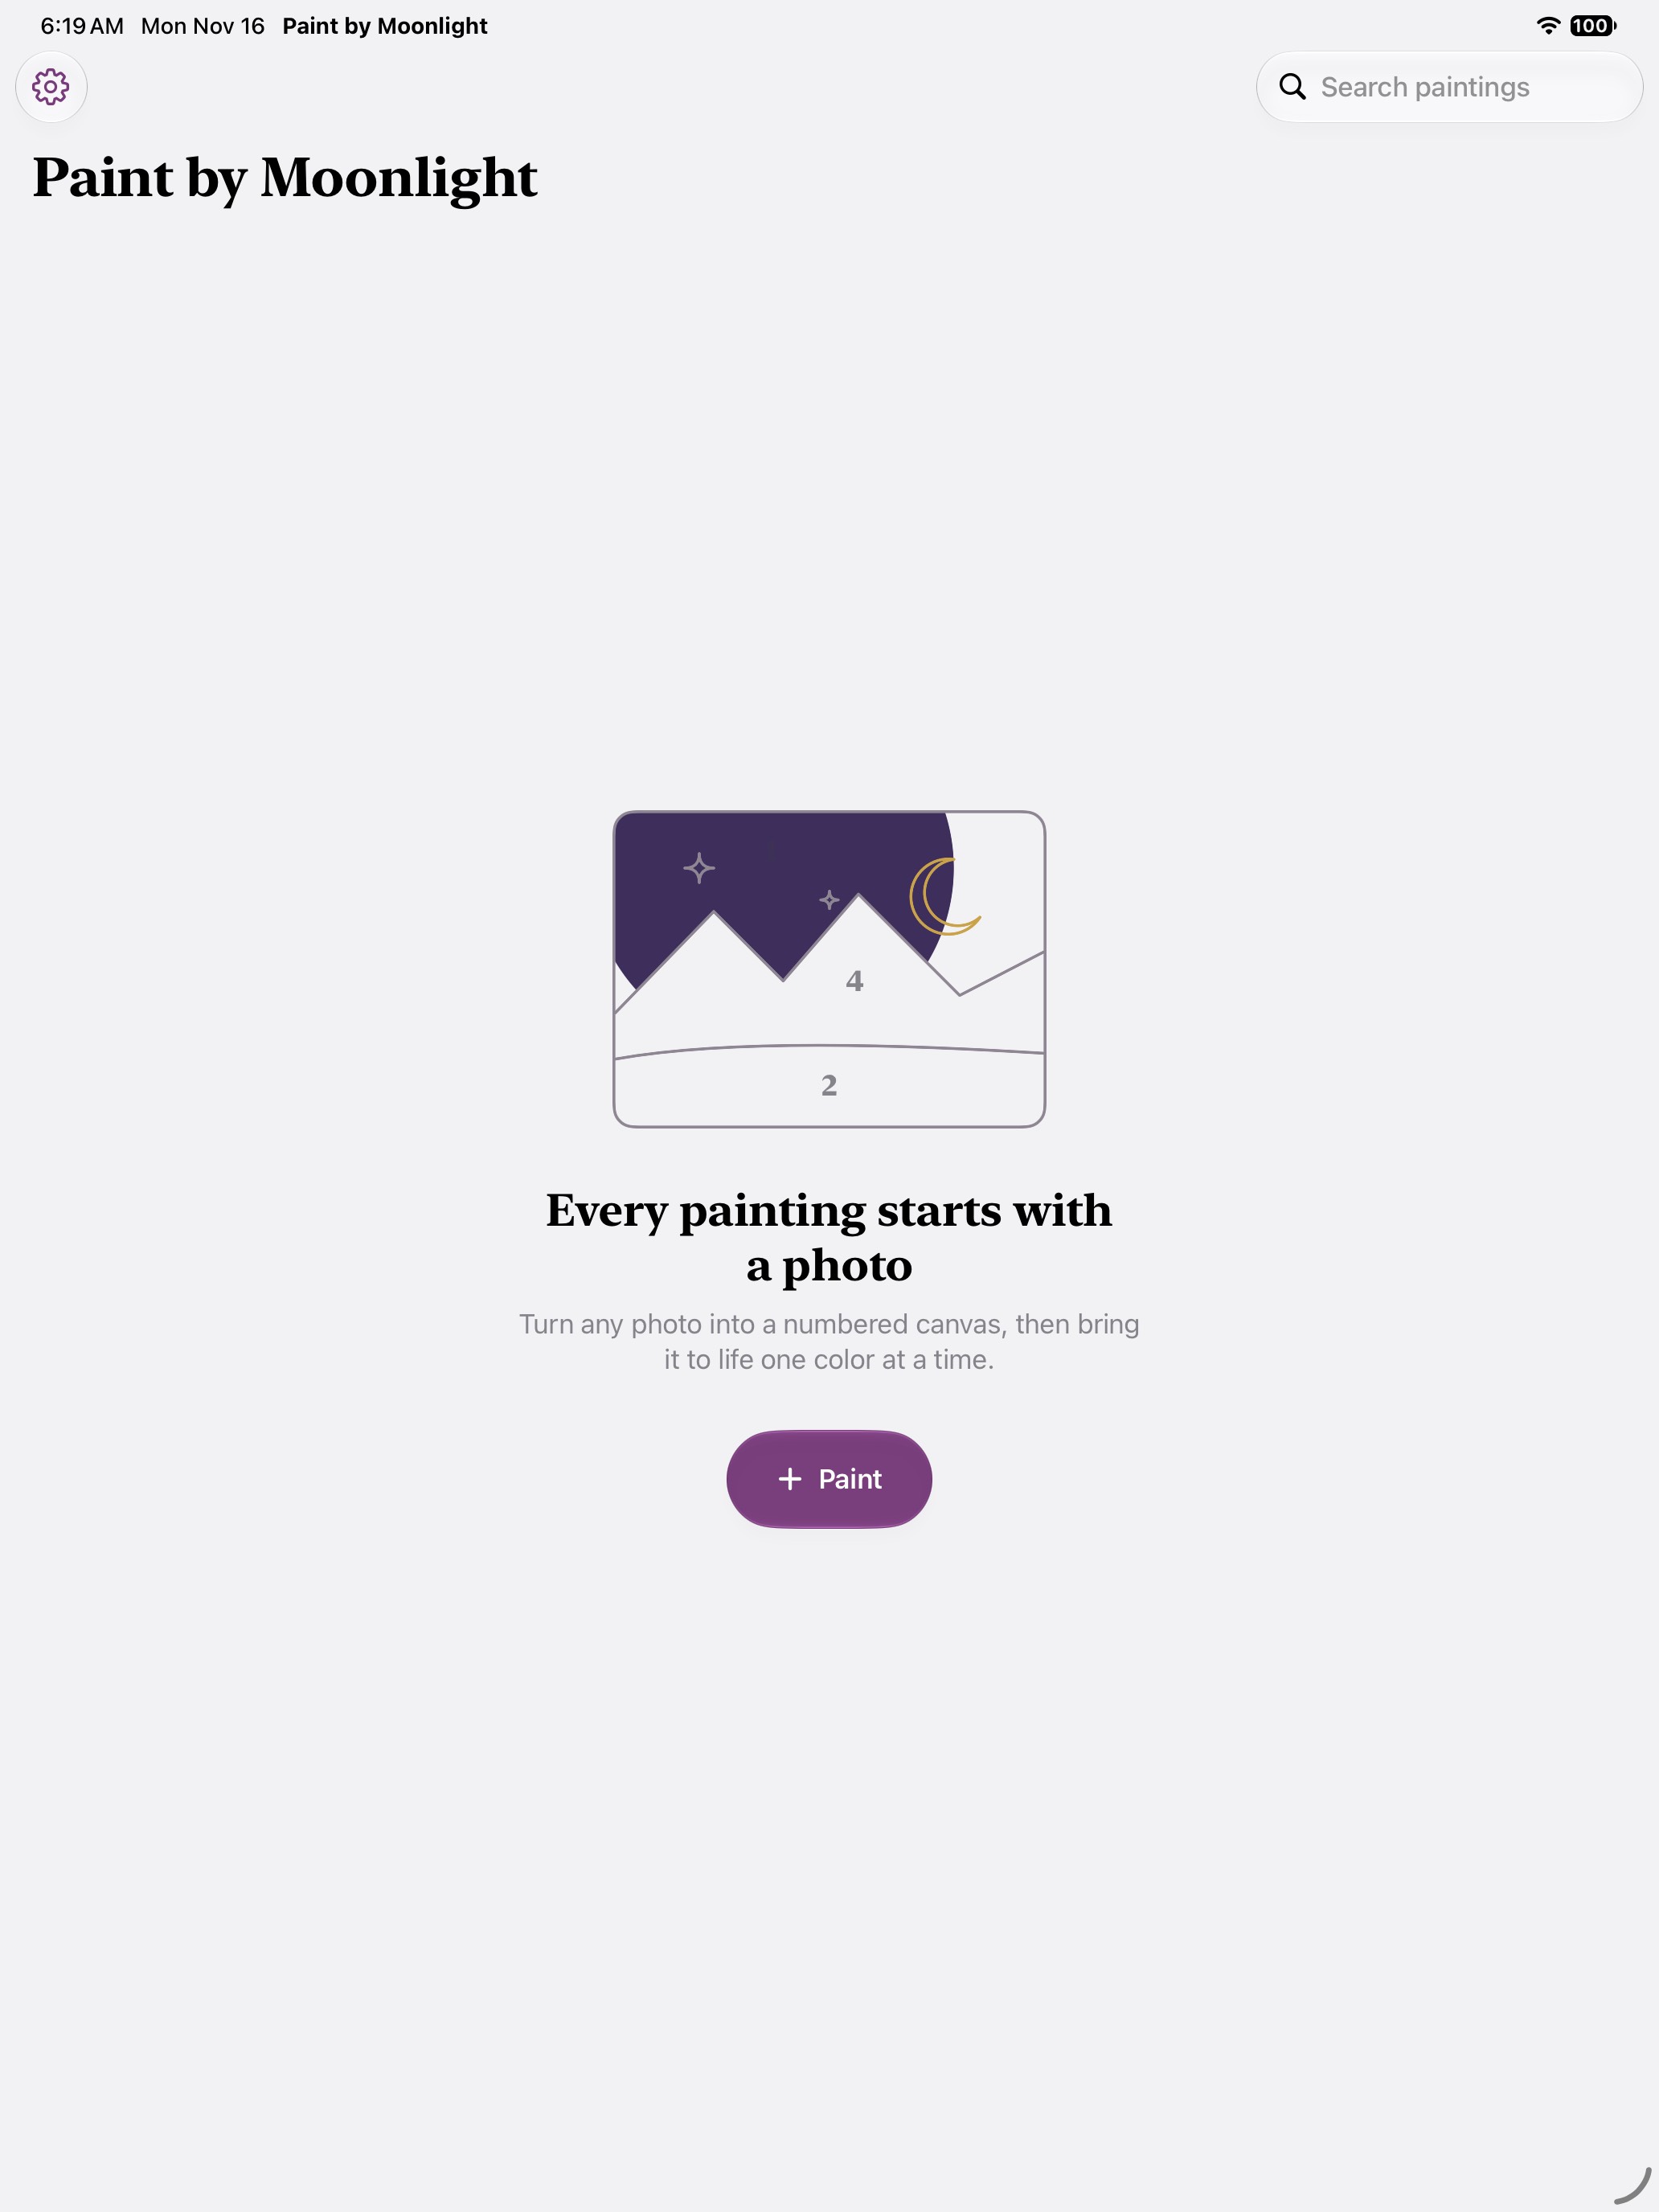 6:19 AM Mon Nov 16 Paint by Moonlight 100
Search paintings
Paint by Moonlight
4
2
Every painting starts with
a photo
Turn any photo into a numbered canvas, then bring
it to life one color at a time.
+ Paint